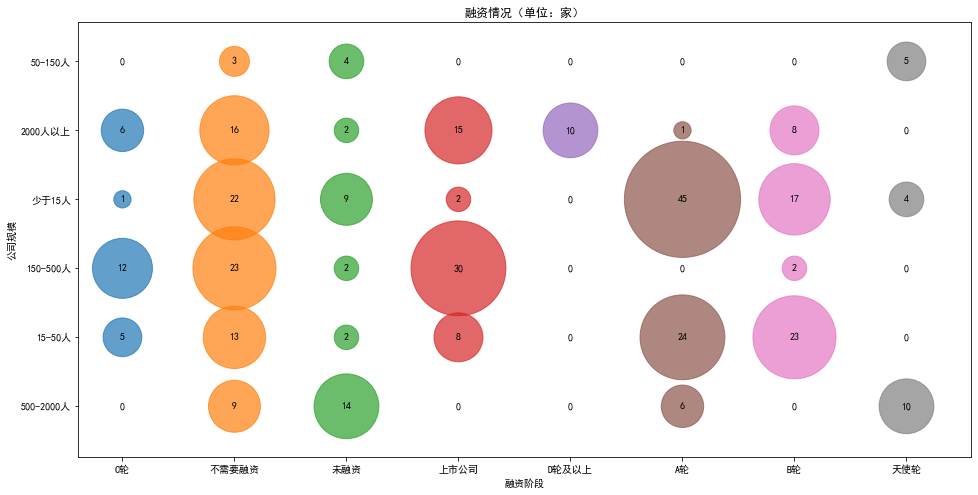 融资情况（单位：家）
公司规模
50-150人 0 3 4 0 0 0 0 5
2000人以上 6 16 2 15 10 1 8 0
少于15人 1 22 9 2 0 45 17 4
150-500人 12 23 2 30 0 0 2 0
15-50人 5 13 2 8 0 24 23 0
500-2000人 0 9 14 0 0 6 0 10
C轮 不需要融资 未融资 上市公司 D轮及以上 A轮 B轮 天使轮
融资阶段